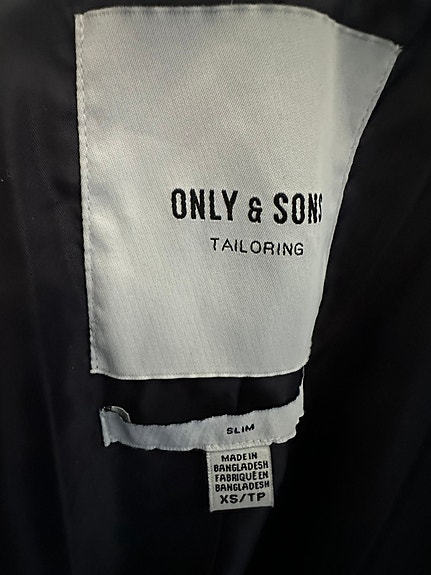 ONLY & SONS
TAILORING
SLIM
MADE IN
BANGLADESH
FABRIQUÉ EN
BANGLADESH
XS/TP